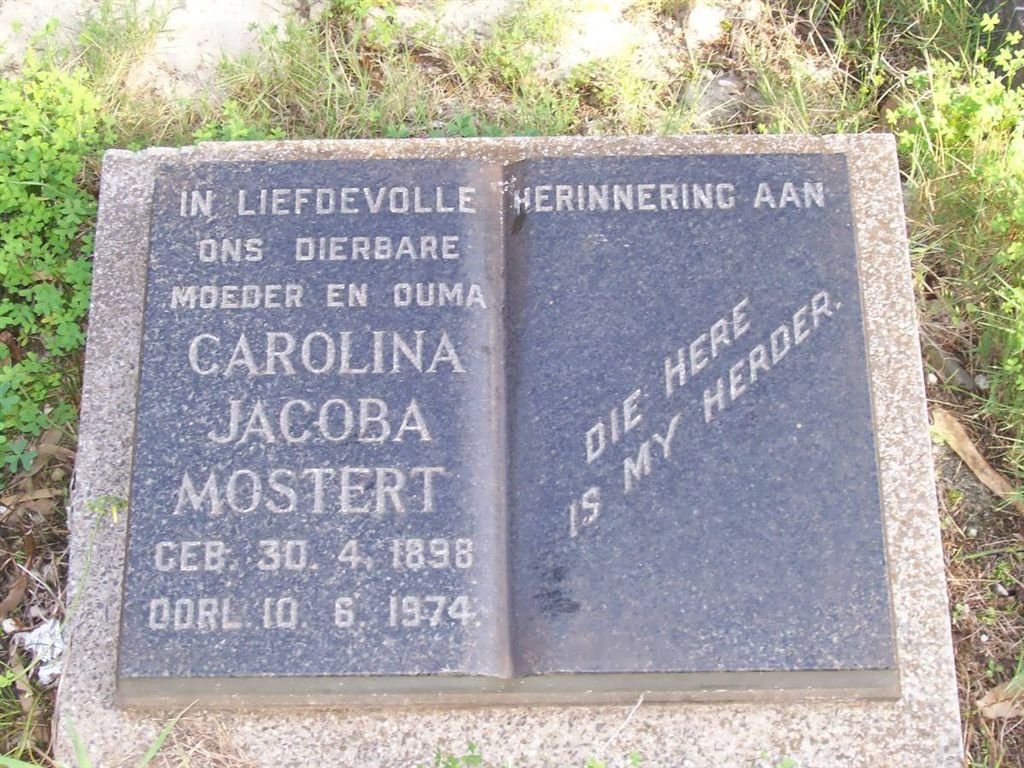 IN LIEFDEVOLLE HERINNERING AAN
ONS DIERBARE
MOEDER EN OUMA
CAROLINA
JACOBA
MOSTERT
GEB. 30. 4. 1898
OORL. 10. 6. 1974.
DIE HERE
IS MY HERDER.